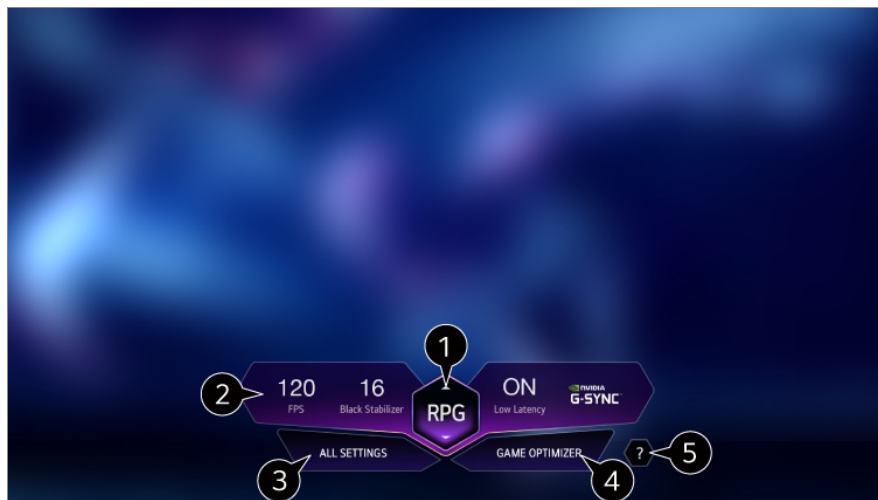 1
2
120 16 ON NVIDIA
FPS Black Stabilizer RPG Low Latency G-SYNC
ALL SETTINGS GAME OPTIMIZER ?
5
3
4